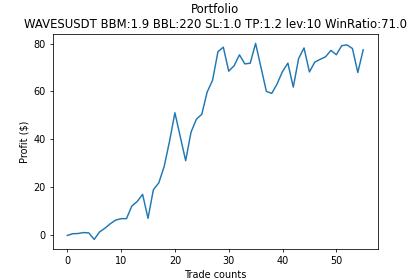 Portfolio
WAVESUSDT BBM:1.9 BBL:220 SL:1.0 TP:1.2 lev:10 WinRatio:71.0
80
60
40
20
0
Profit ($)
0 10 20 30 40 50
Trade counts